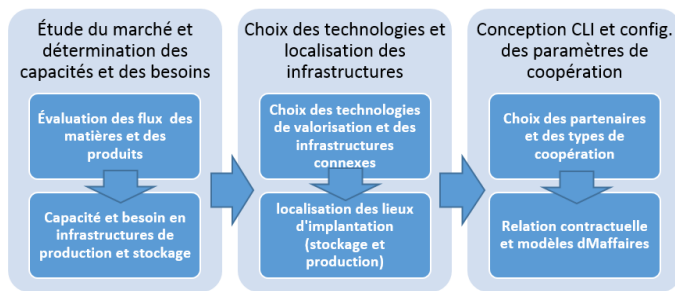 Étude du marché et
détermination des
capacités et des besoins
Évaluation des flux des
matières et des
produits
Capacité et besoin en
infrastructures de
production et stockage
Choix des technologies et
localisation des
infrastructures
Choix des technologies
de valorisation et des
infrastructures
connexes
localisation des lieux
d'implantation
(stockage et
production)
Conception CLI et config.
des paramètres de
coopération
Choix des partenaires
et des types de
coopération
Relation contractuelle
et modèles dMaffaires